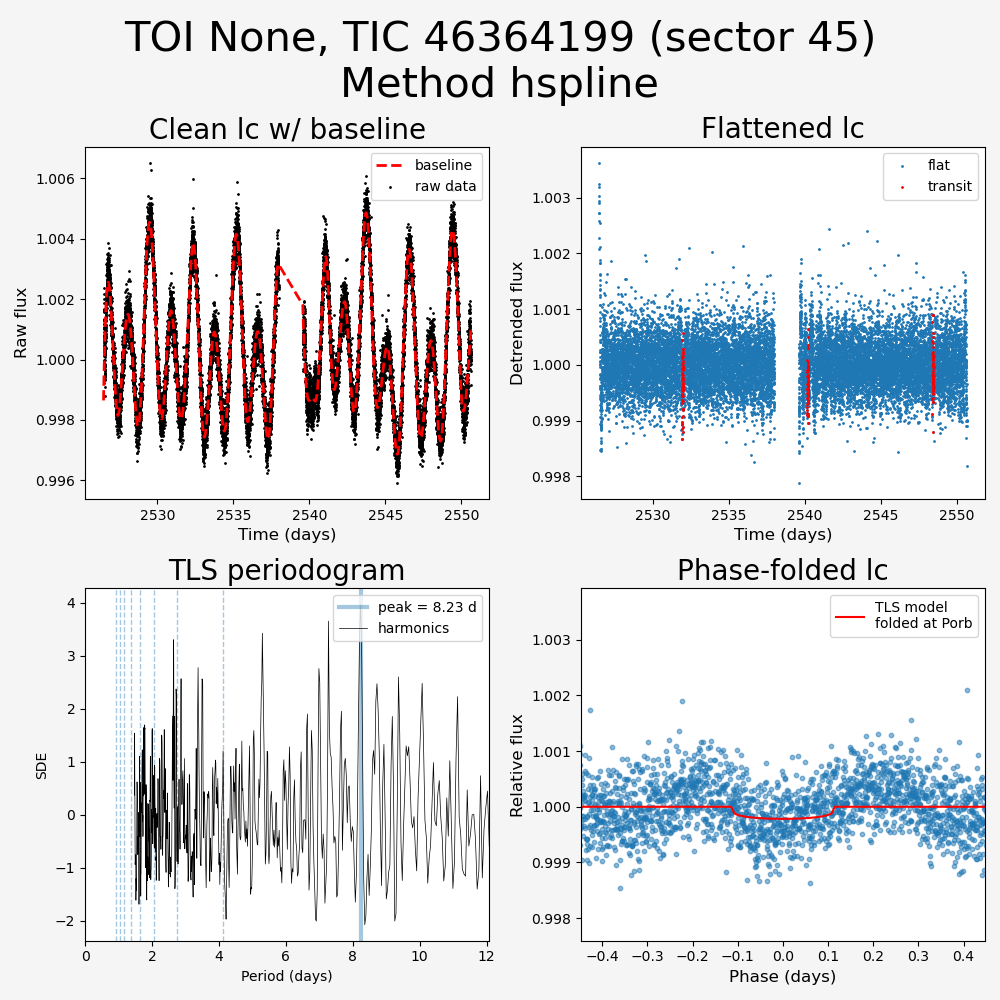 TOI None, TIC 46364199 (sector 45)
Method hspline
Clean lc w/ baseline
baseline
raw data
1.006
1.004
1.002
1.000
0.998
0.996
Raw flux
2530 2535 2540 2545 2550
Time (days)
Flattened lc
flat
transit
1.003
1.002
1.001
1.000
0.999
0.998
Detrended flux
2530 2535 2540 2545 2550
Time (days)
TLS periodogram
peak = 8.23 d
harmonics
4
3
2
1
0
−1
−2
SDE
0 2 4 6 8 10 12
Period (days)
Phase-folded lc
TLS model
folded at Porb
1.003
1.002
1.001
1.000
0.999
0.998
Relative flux
−0.4 −0.3 −0.2 −0.1 0.0 0.1 0.2 0.3 0.4
Phase (days)